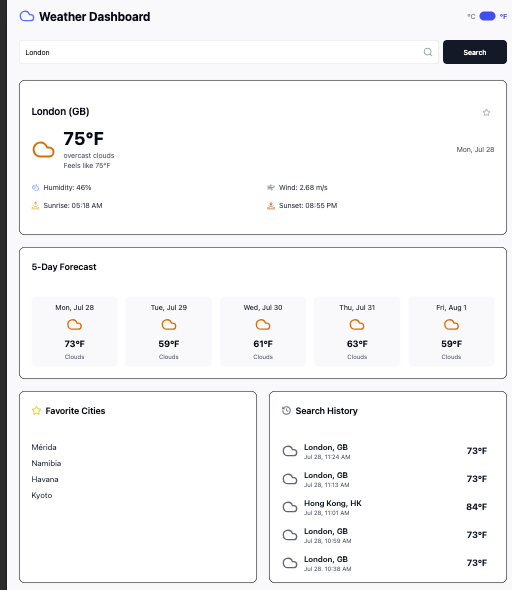 Weather Dashboard
°C °F
London
Search
London (GB)
75°F
overcast clouds
Feels like 75°F
Mon, Jul 28
Humidity: 46%
Wind: 2.68 m/s
Sunrise: 05:18 AM
Sunset: 08:55 PM
5-Day Forecast
Mon, Jul 28
73°F
Clouds
Tue, Jul 29
59°F
Clouds
Wed, Jul 30
61°F
Clouds
Thu, Jul 31
63°F
Clouds
Fri, Aug 1
59°F
Clouds
Favorite Cities
Mérida
Namibia
Havana
Kyoto
Search History
London, GB
Jul 28, 11:24 AM
73°F
London, GB
Jul 28, 11:13 AM
73°F
Hong Kong, HK
Jul 28, 11:01 AM
84°F
London, GB
Jul 28, 10:59 AM
73°F
London, GB
Jul 28, 10:38 AM
73°F